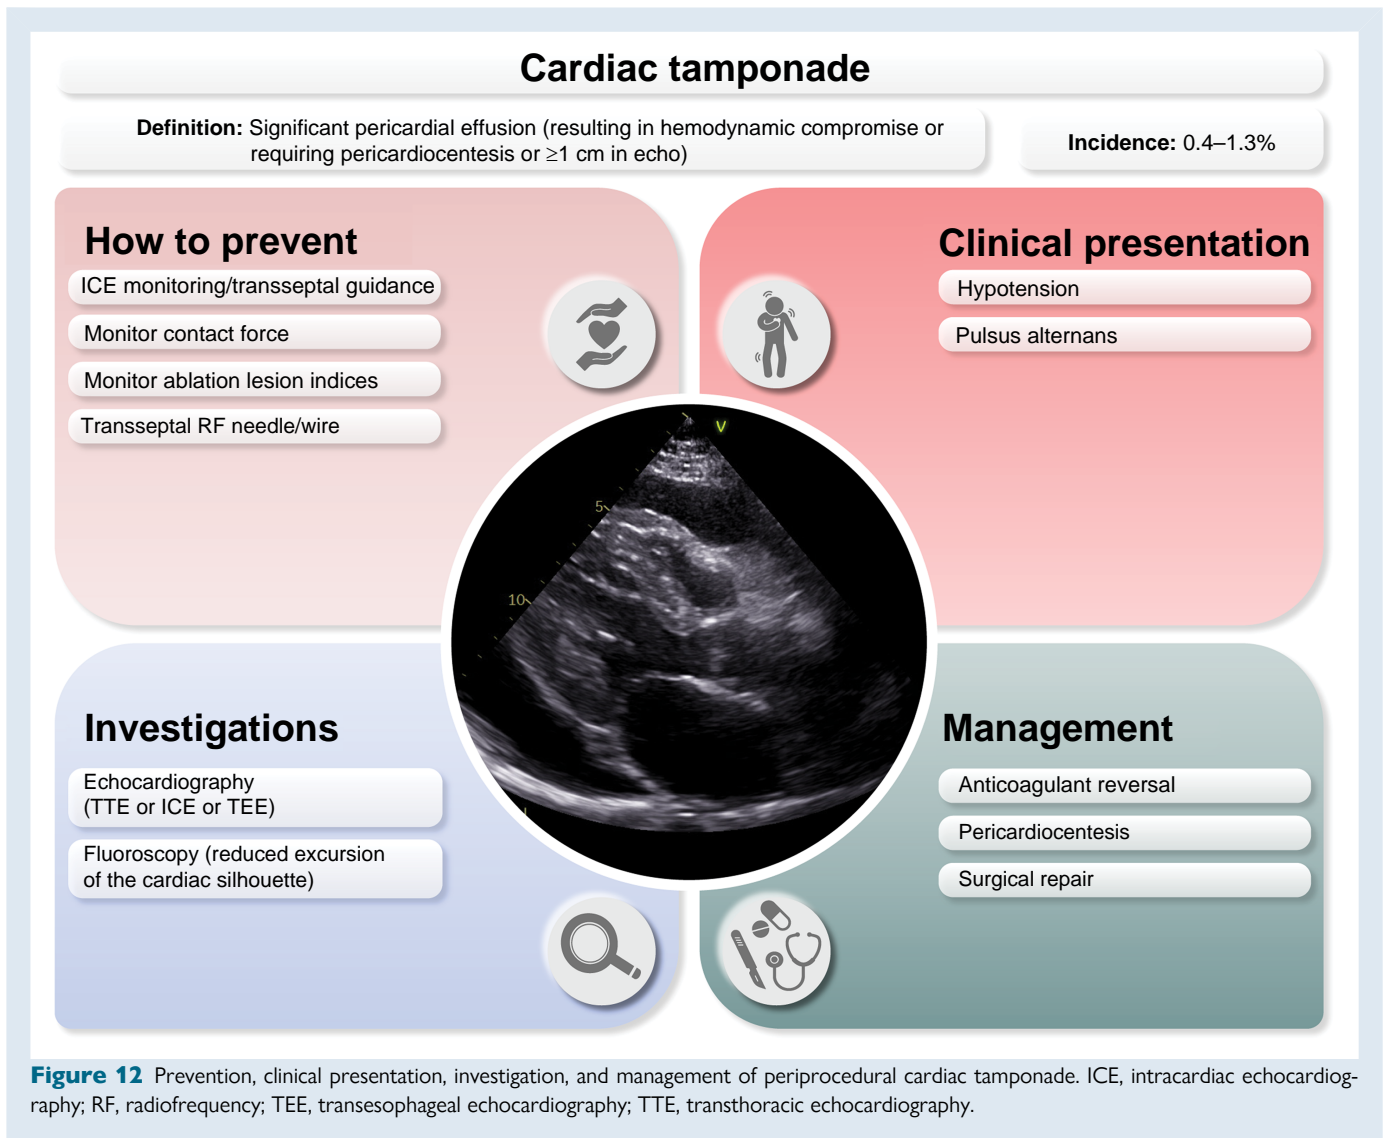 Cardiac tamponade
Definition: Significant pericardial effusion (resulting in hemodynamic compromise or
requiring pericardiocentesis or ≥1 cm in echo)
Incidence: 0.4–1.3%
How to prevent
ICE monitoring/transseptal guidance
Monitor contact force
Monitor ablation lesion indices
Transseptal RF needle/wire
Clinical presentation
Hypotension
Pulsus alternans
V
5
10
Investigations
Echocardiography
(TTE or ICE or TEE)
Fluoroscopy (reduced excursion
of the cardiac silhouette)
Management
Anticoagulant reversal
Pericardiocentesis
Surgical repair
Figure 12 Prevention, clinical presentation, investigation, and management of periprocedural cardiac tamponade. ICE, intracardiac echocardiog-
raphy; RF, radiofrequency; TEE, transesophageal echocardiography; TTE, transthoracic echocardiography.